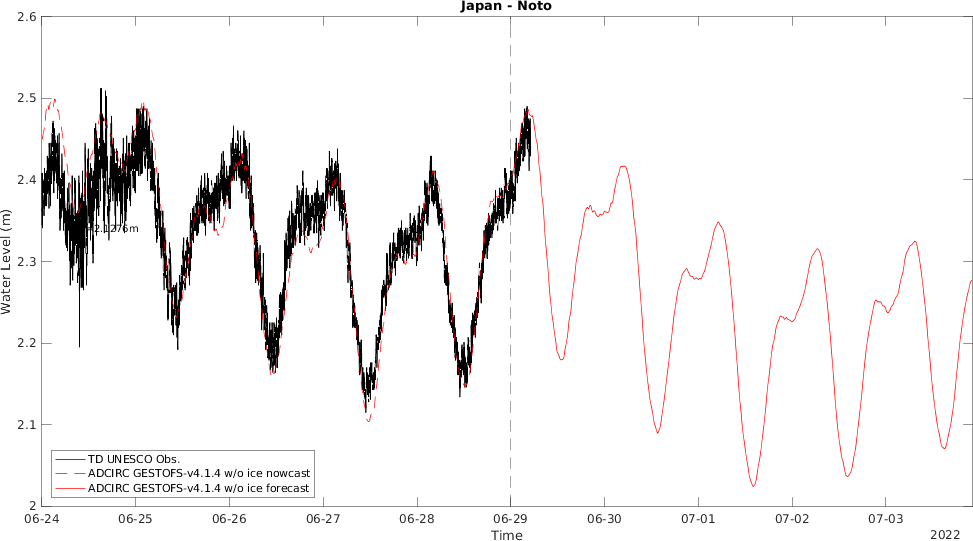 Japan - Noto
2.6
2.5
2.4
2.3
2.2
2.1
2
Water Level (m)
2.1276m
TD UNESCO Obs.
ADCIRC GESTOFS-v4.1.4 w/o ice nowcast
ADCIRC GESTOFS-v4.1.4 w/o ice forecast
06-24 06-25 06-26 06-27 06-28 06-29 06-30 07-01 07-02 07-03
Time
2022